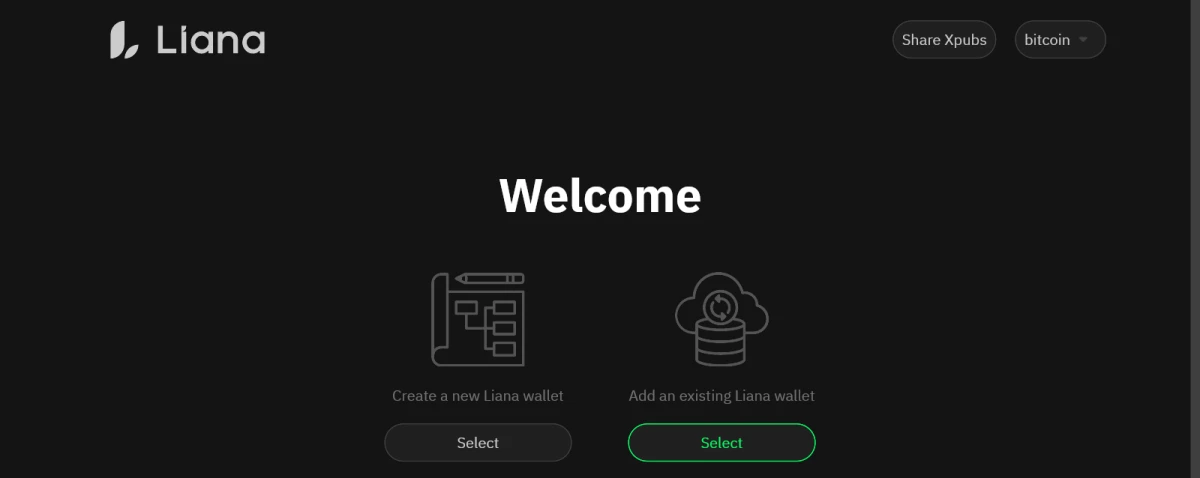 Liana
Share Xpubs
bitcoin
Welcome
Create a new Liana wallet
Add an existing Liana wallet
Select
Select